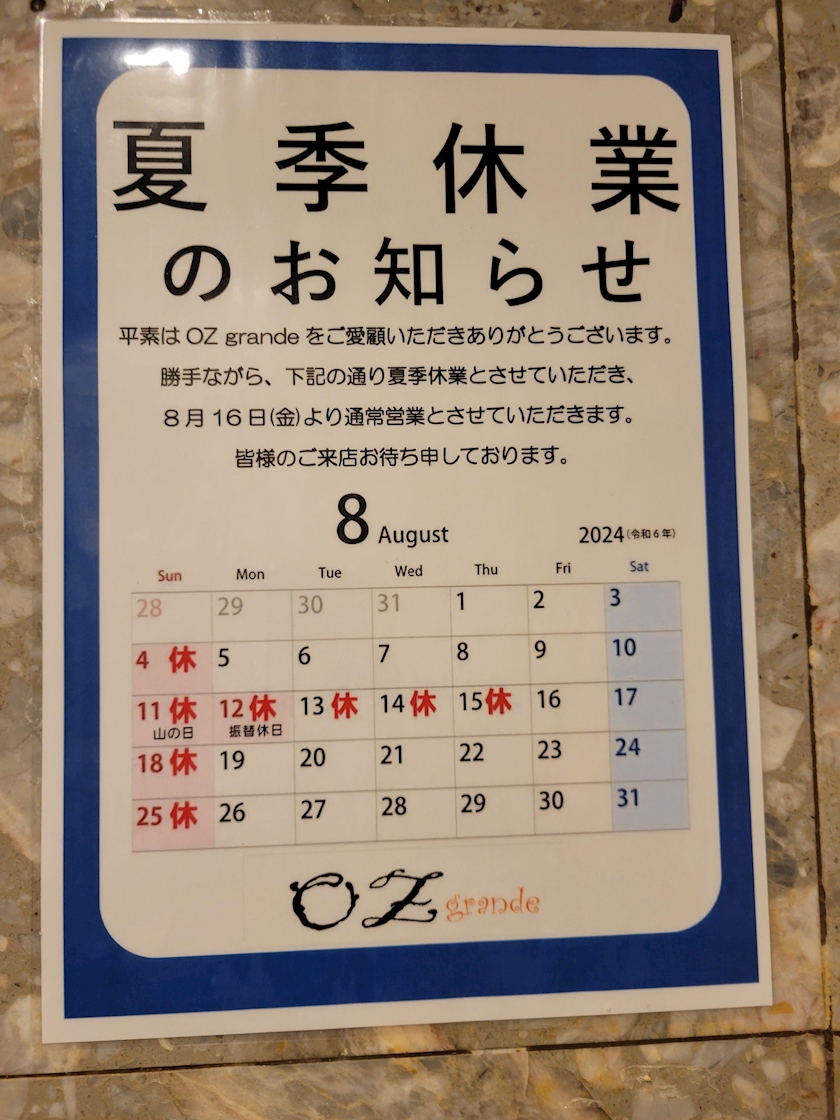 夏季休業
のお知らせ
平素は OZ grande をご愛顧いただきありがとうございます。
勝手ながら、下記の通り夏季休業とさせていただき、
8月16日(金)より通常営業とさせていただきます。
皆様のご来店お待ち申しております。
8 August 2024(令和6年)
Sun Mon Tue Wed Thu Fri Sat
28 29 30 31 1 2 3
4 休 5 6 7 8 9 10
11 休 12 休 13 休 14 休 15 休 16 17
山の日 振替休日
18 休 19 20 21 22 23 24
25 休 26 27 28 29 30 31
OZ grande